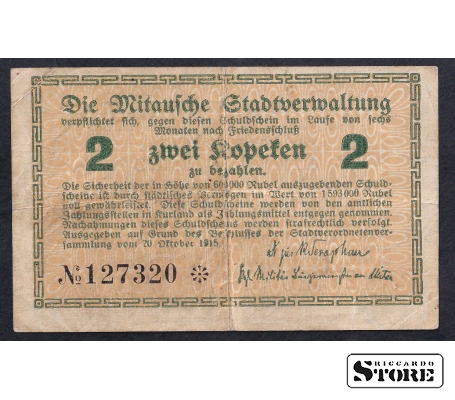 Die Mitausche Stadtverwaltung
verpflichtet sich, gegen diesen Schuldschein im Laufe von sechs
Monaten nach Friedensschluß
2 zwei Kopeken 2
zu bezahlen.
Die Sicherheit der in Höhe von 600000 Rubel auszugebenden Schuld-
scheine ist durch städtisches Vermögen im Wert von 1593000 Rubel
voll gewährleistet. Diese Schuldscheine werden von den amtlichen
Zahlungsstellen in Kurland als Zahlungsmittel entgegen genommen.
Nachahmungen dieses Schuldscheins werden strafrechtlich verfolgt.
Ausgegeben auf Grund des Beschlusses der Stadtverordnetenver-
sammlung vom 20 Oktober 1915.
№ 127320 *
RICCARDO
STORE